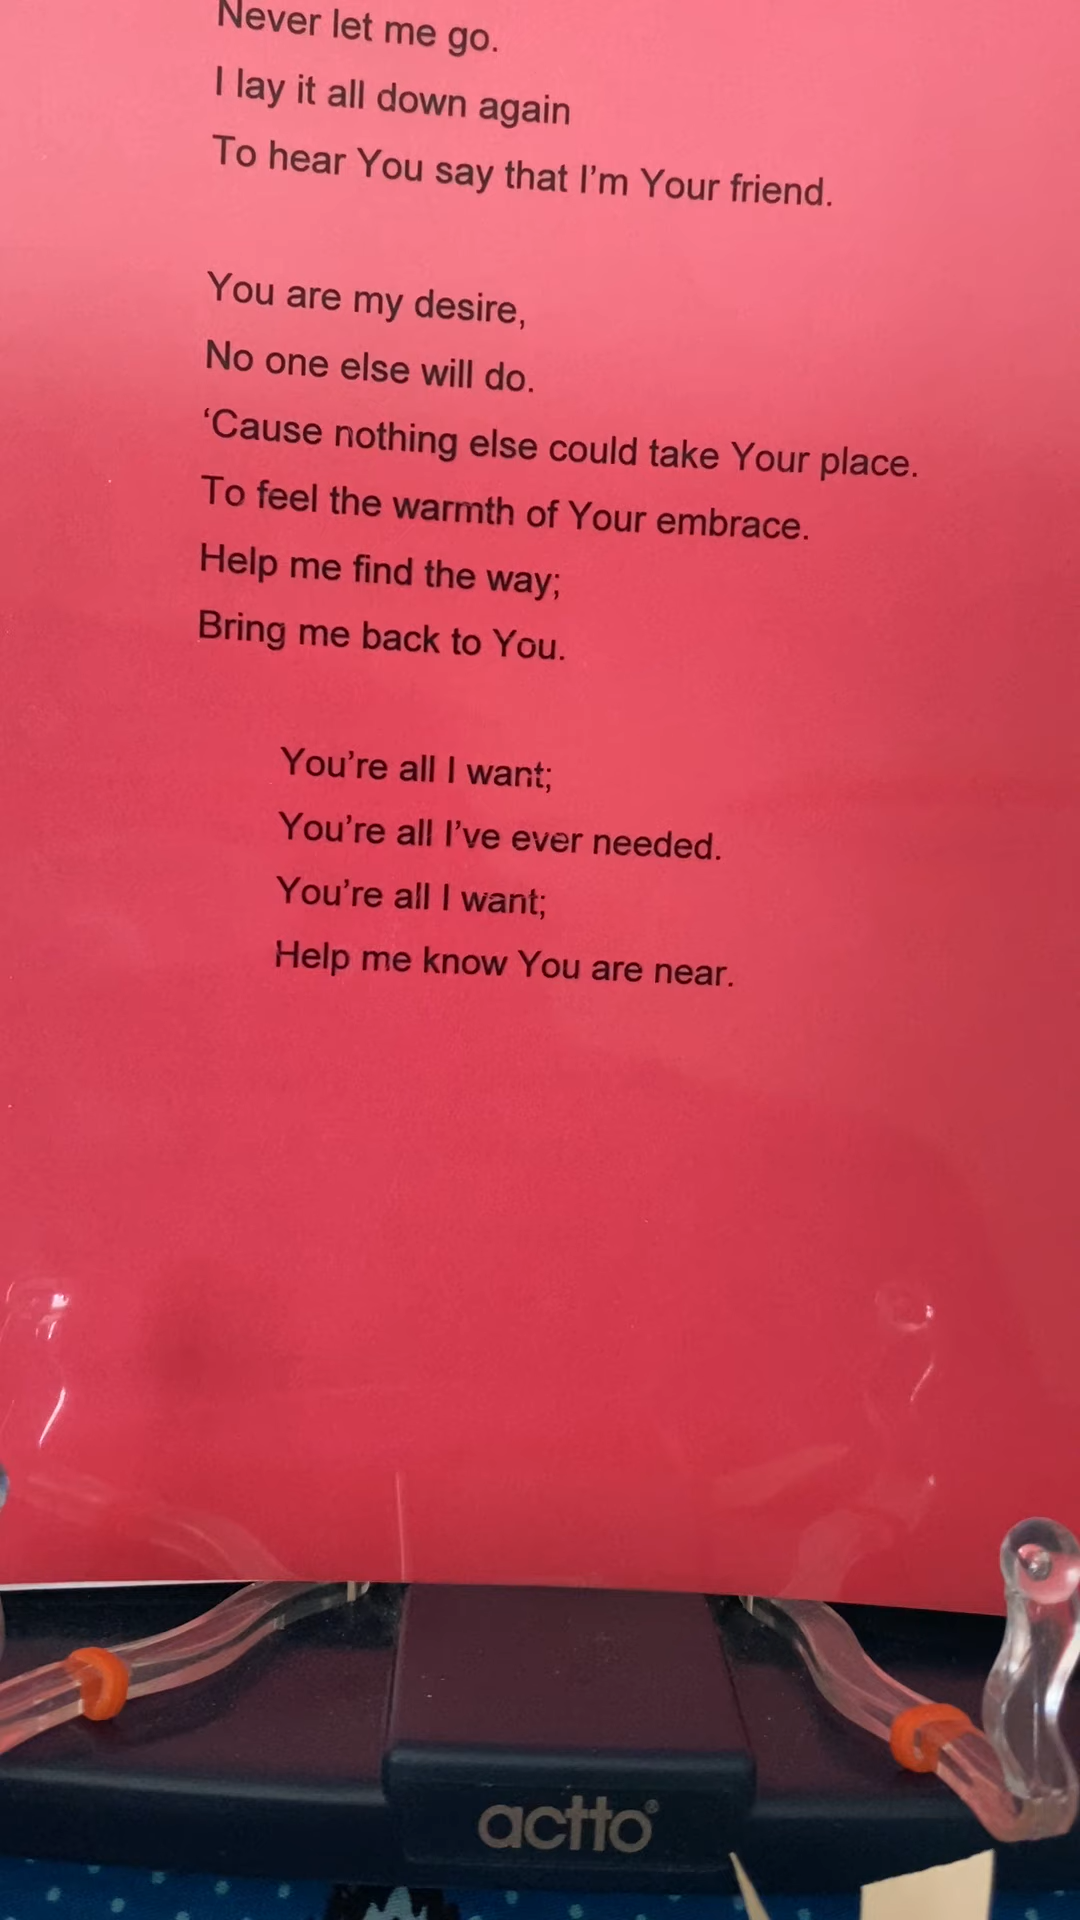 Never let me go.
I lay it all down again
To hear You say that I’m Your friend.
You are my desire,
No one else will do.
‘Cause nothing else could take Your place.
To feel the warmth of Your embrace.
Help me find the way;
Bring me back to You.
You’re all I want;
You’re all I’ve ever needed.
You’re all I want;
Help me know You are near.
actto®